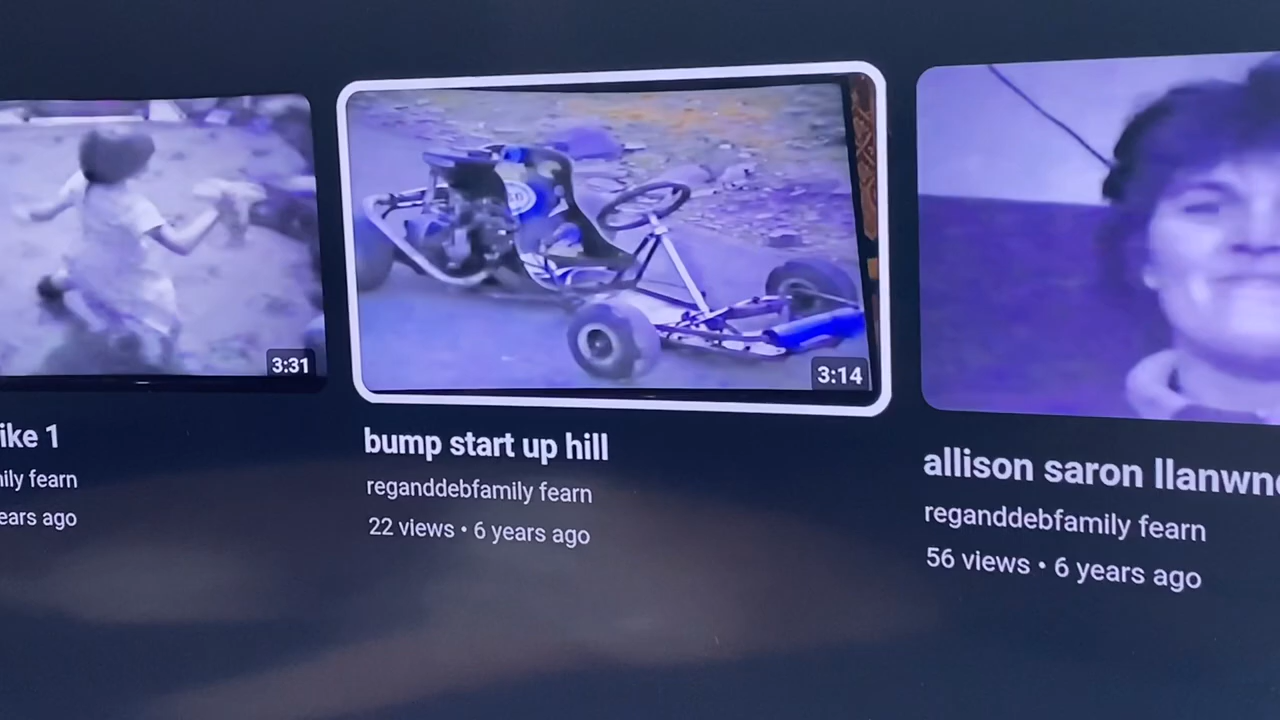 3:31
3:14
ike 1
bump start up hill
allison saron llanwn
ily fearn
reganddebfamily fearn
reganddebfamily fearn
ears ago
22 views • 6 years ago
56 views • 6 years ago